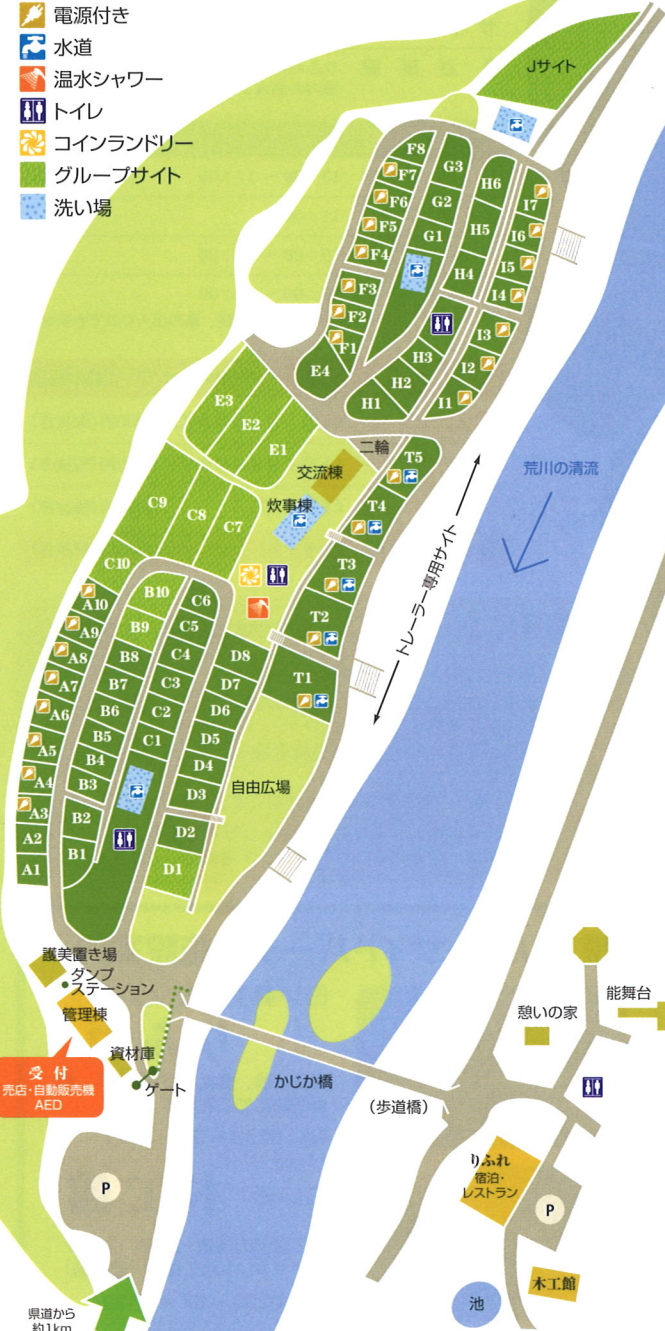 電源付き
水道
温水シャワー
トイレ
コインランドリー
グループサイト
洗い場
Jサイト
F8
F7
F6
F5
F4
F3
F2
F1
G3
G2
G1
H6
H5
H4
H3
H2
H1
I7
I6
I5
I4
I3
I2
I1
E4
E3
E2
E1
二輪
交流棟
炊事棟
T5
T4
T3
T2
T1
荒川の清流
トレーラー専用サイト
C9
C8
C7
C10
C6
C5
C4
C3
C2
C1
B10
B9
B8
B7
B6
B5
B4
B3
B2
B1
A10
A9
A8
A7
A6
A5
A4
A3
A2
A1
D8
D7
D6
D5
D4
D3
D2
D1
自由広場
護美置き場
ダンプ
ステーション
管理棟
資材庫
ゲート
受付
売店・自動販売機
AED
かじか橋
(歩道橋)
憩いの家
能舞台
りふれ
宿泊・
レストラン
P
P
木工館
池
県道から
約1km